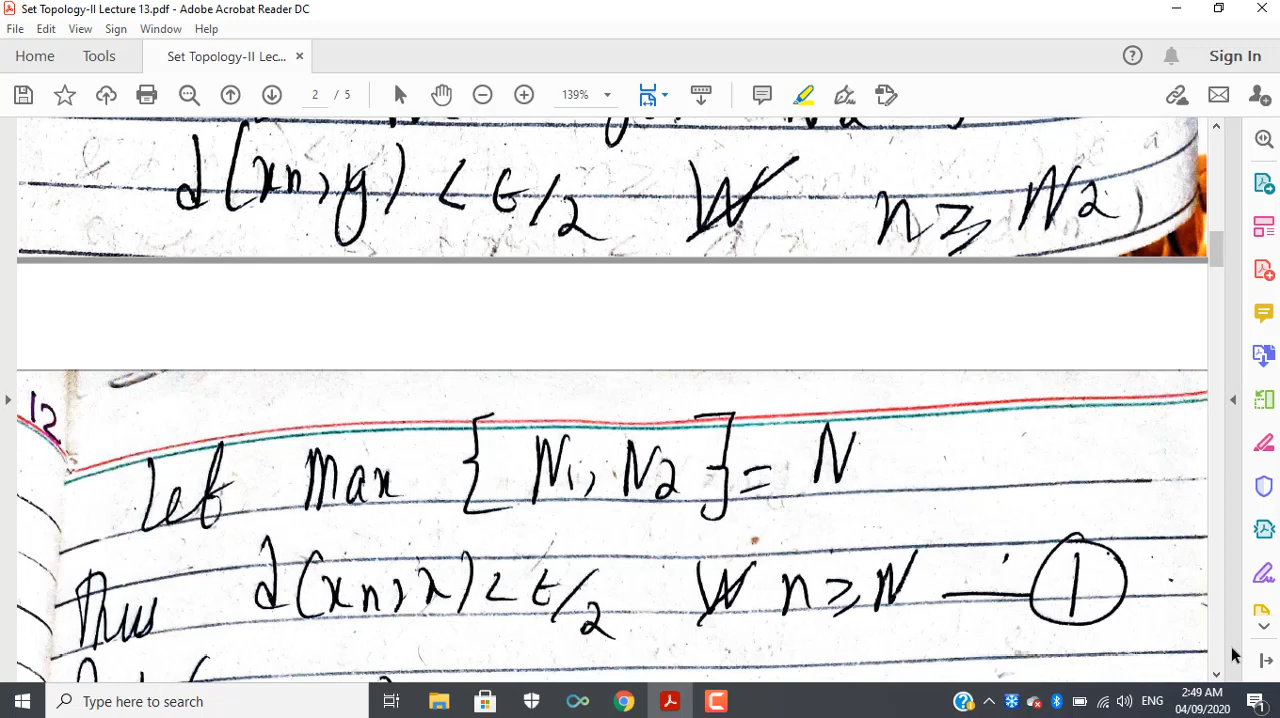 Set Topology-II Lecture 13.pdf - Adobe Acrobat Reader DC
File Edit View Sign Window Help
Home Tools Set Topology-II Lec... × Sign In
2 / 5 139%
d(xn, y) < ε/2 ∀ n ≥ N2,
12
Let Max {N1, N2} = N
Thus d(xn, x) < ε/2 ∀ n ≥ N — 1
Type here to search
ENG
2:49 AM
04/09/2020